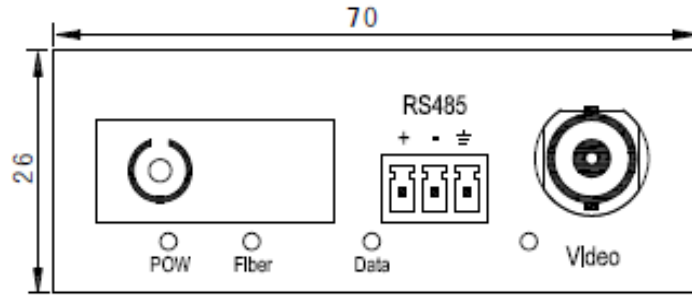 70
26
RS485
+ - ⏚
POW Fiber Data Video